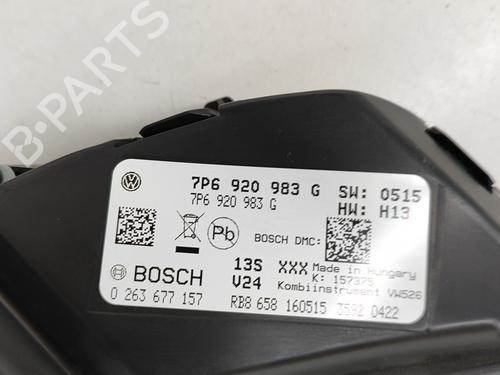 B-PARTS
7P6 920 983 G SW: 0515
7P6 920 983 G HW: H13
Pb
BOSCH DMC:
BOSCH 13S XXX Made in Hungary
K: 15737S
V24 Kombiinstrument VW526
0 263 677 157 RB8 658 160515 3592 0422